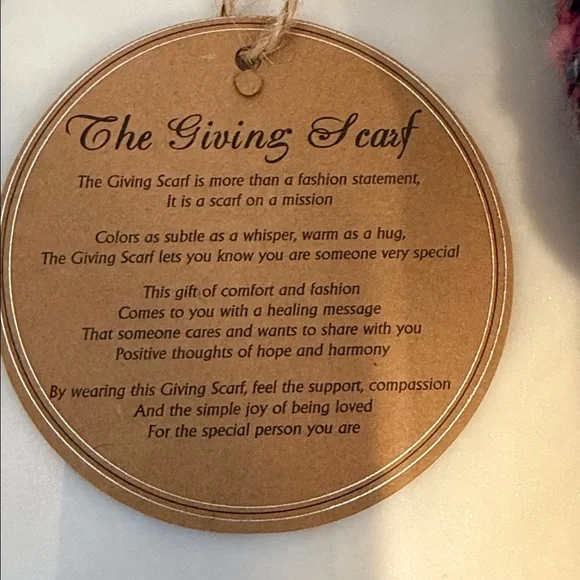 The Giving Scarf
The Giving Scarf is more than a fashion statement,
It is a scarf on a mission
Colors as subtle as a whisper, warm as a hug,
The Giving Scarf lets you know you are someone very special
This gift of comfort and fashion
Comes to you with a healing message
That someone cares and wants to share with you
Positive thoughts of hope and harmony
By wearing this Giving Scarf, feel the support, compassion
And the simple joy of being loved
For the special person you are